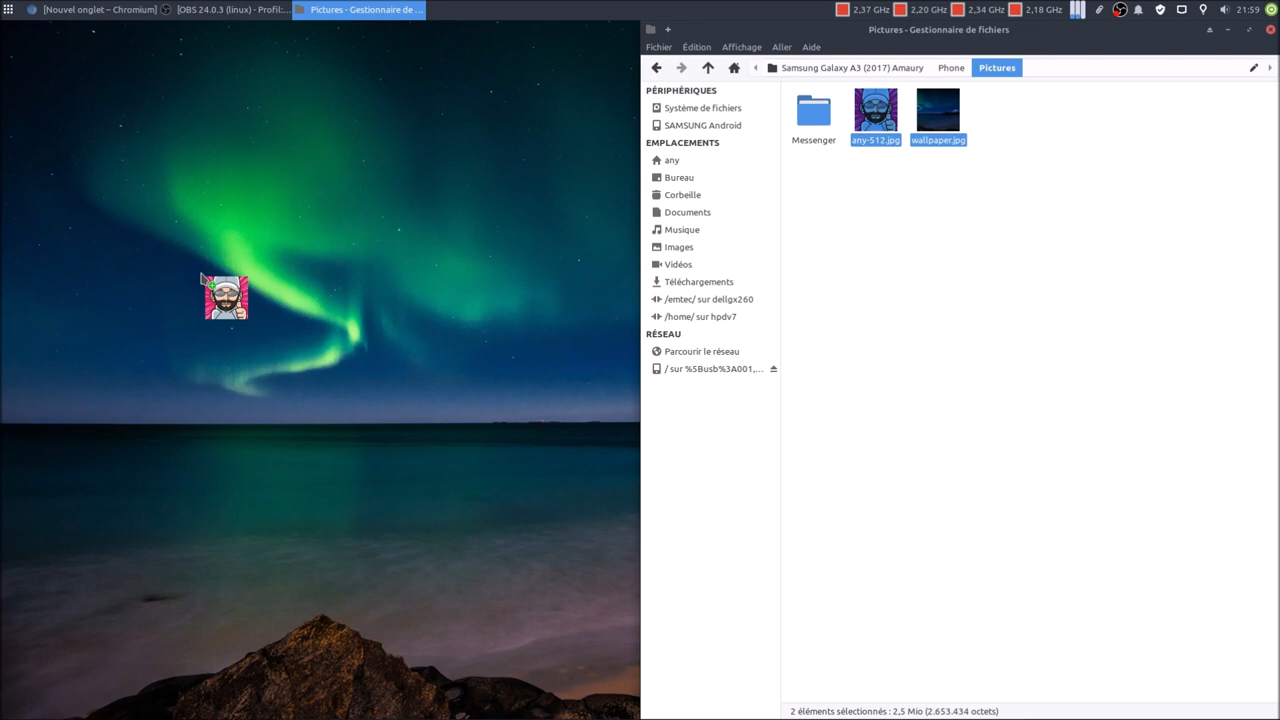 [Nouvel onglet – Chromium]
[OBS 24.0.3 (linux) - Profil:...
Pictures - Gestionnaire de ...
2,37 GHz
2,20 GHz
2,34 GHz
2,18 GHz
21:59
Pictures - Gestionnaire de fichiers
Fichier Édition Affichage Aller Aide
Samsung Galaxy A3 (2017) Amaury
Phone
Pictures
PÉRIPHÉRIQUES
Système de fichiers
SAMSUNG Android
EMPLACEMENTS
any
Bureau
Corbeille
Documents
Musique
Images
Vidéos
Téléchargements
/emtec/ sur dellgx260
/home/ sur hpdv7
RÉSEAU
Parcourir le réseau
/ sur %5Busb%3A001,...
Messenger
any-512.jpg
wallpaper.jpg
2 éléments sélectionnés : 2,5 Mio (2.653.434 octets)